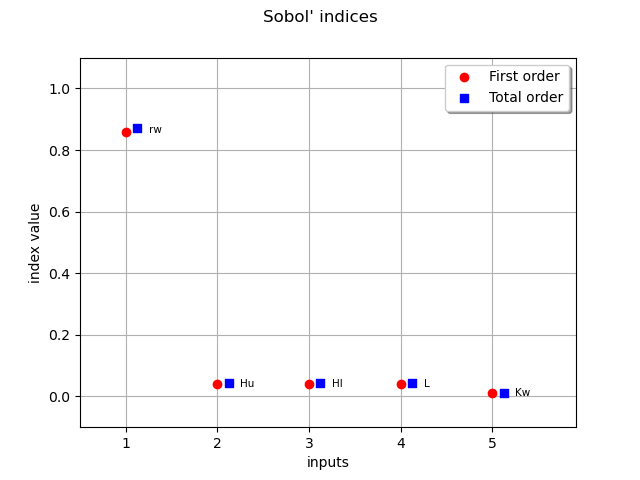 Sobol' indices
First order
Total order
1.0
0.8
0.6
0.4
0.2
0.0
index value
rw
Hu
Hl
L
Kw
1 2 3 4 5
inputs